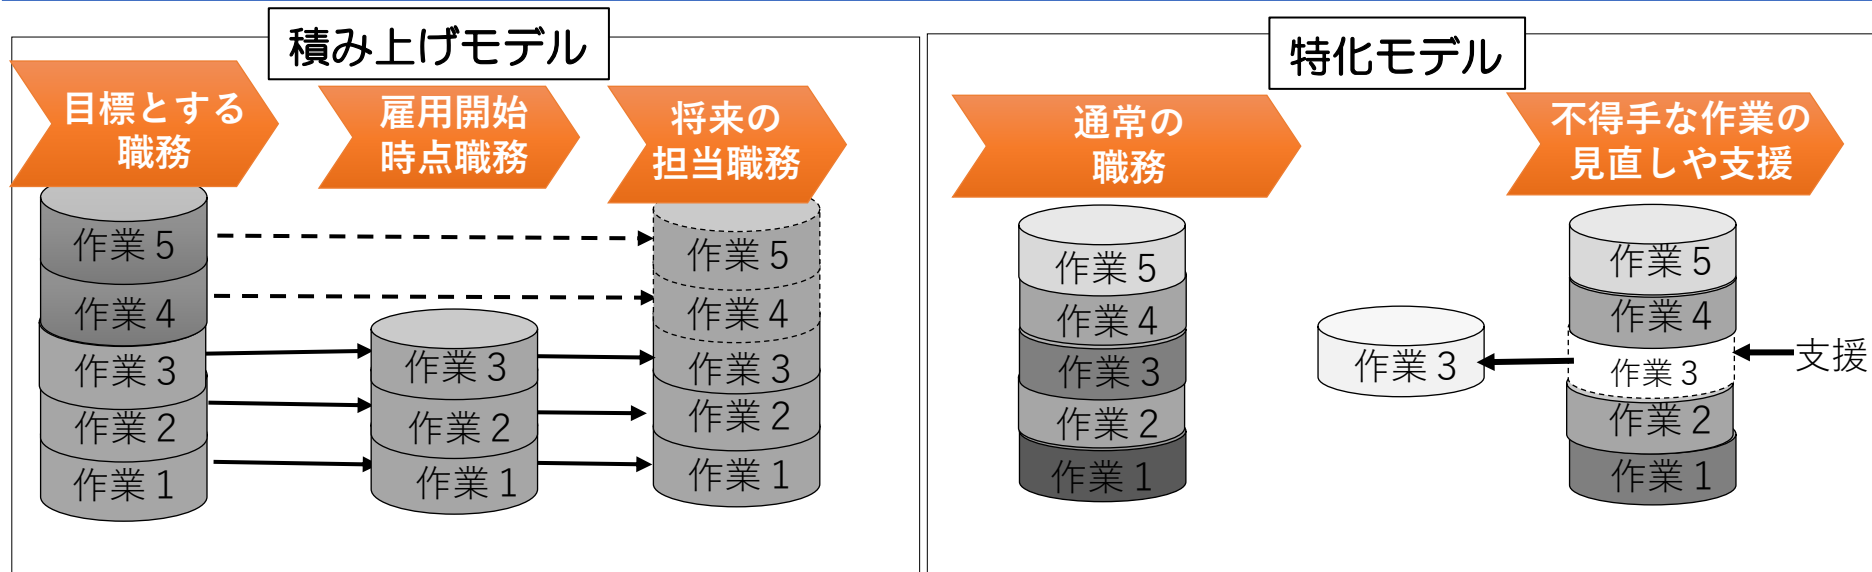 積み上げモデル
目標とする
職務
雇用開始
時点職務
将来の
担当職務
作業５
作業４
作業３
作業２
作業１
作業３
作業２
作業１
作業５
作業４
作業３
作業２
作業１
特化モデル
通常の
職務
不得手な作業の
見直しや支援
作業５
作業４
作業３
作業２
作業１
作業３
作業５
作業４
作業３
作業２
作業１
支援